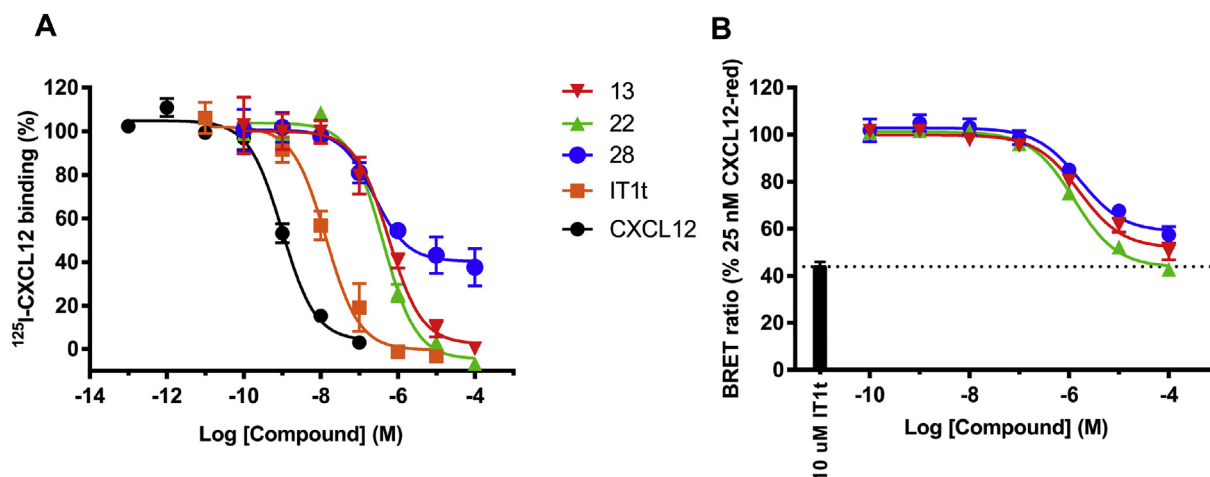 A
¹²⁵I-CXCL12 binding (%)
120
100
80
60
40
20
0
-14 -12 -10 -8 -6 -4
Log [Compound] (M)
13
22
28
IT1t
CXCL12
B
BRET ratio (% 25 nM CXCL12-red)
120
100
80
60
40
20
0
10 uM IT1t
-10 -8 -6 -4
Log [Compound] (M)